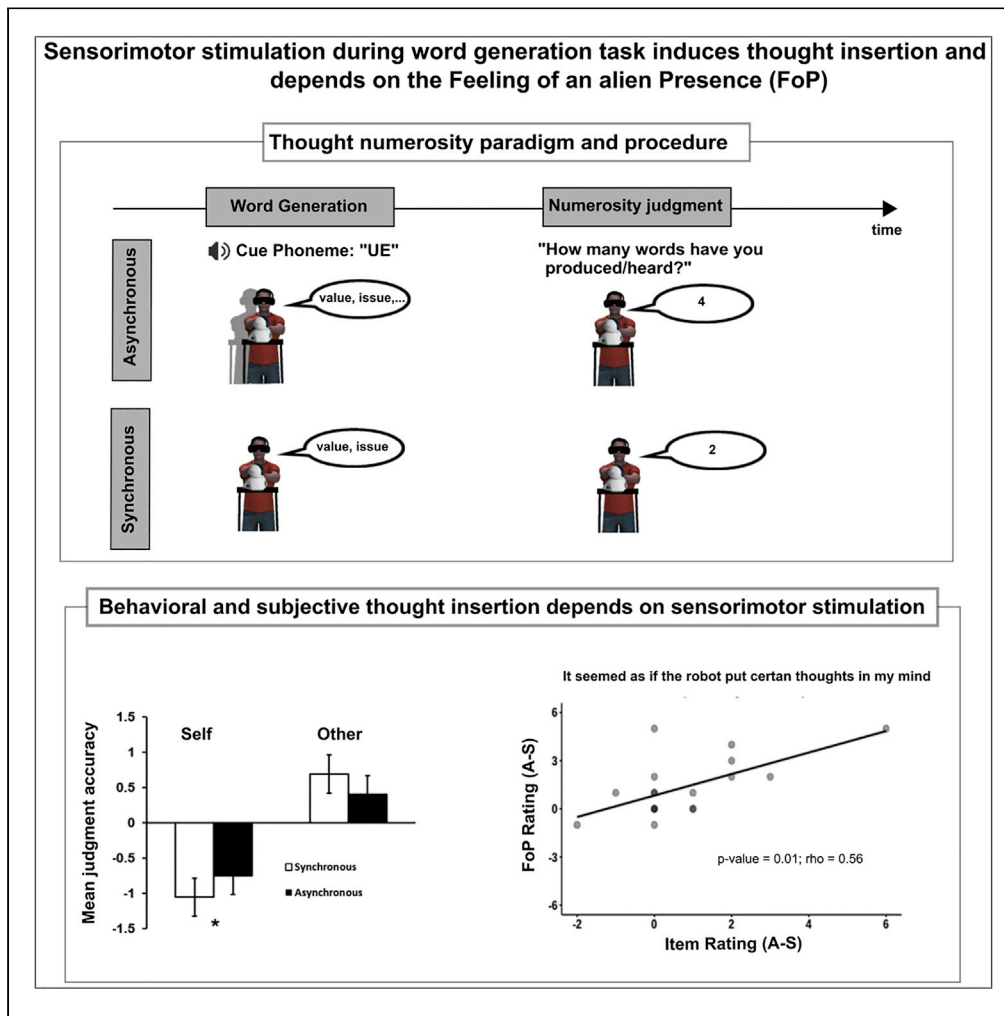 Sensorimotor stimulation during word generation task induces thought insertion and
depends on the Feeling of an alien Presence (FoP)
Thought numerosity paradigm and procedure
Word Generation
Numerosity judgment
time
Asynchronous
Cue Phoneme: "UE"
"How many words have you
produced/heard?"
value, issue,...
4
Synchronous
value, issue
2
Behavioral and subjective thought insertion depends on sensorimotor stimulation
Mean judgment accuracy
1.5
1
0.5
0
-0.5
-1
-1.5
Self
Other
Synchronous
Asynchronous
*
It seemed as if the robot put certan thoughts in my mind
FoP Rating (A-S)
6
3
0
-3
-6
p-value = 0.01; rho = 0.56
-2
0
2
4
6
Item Rating (A-S)